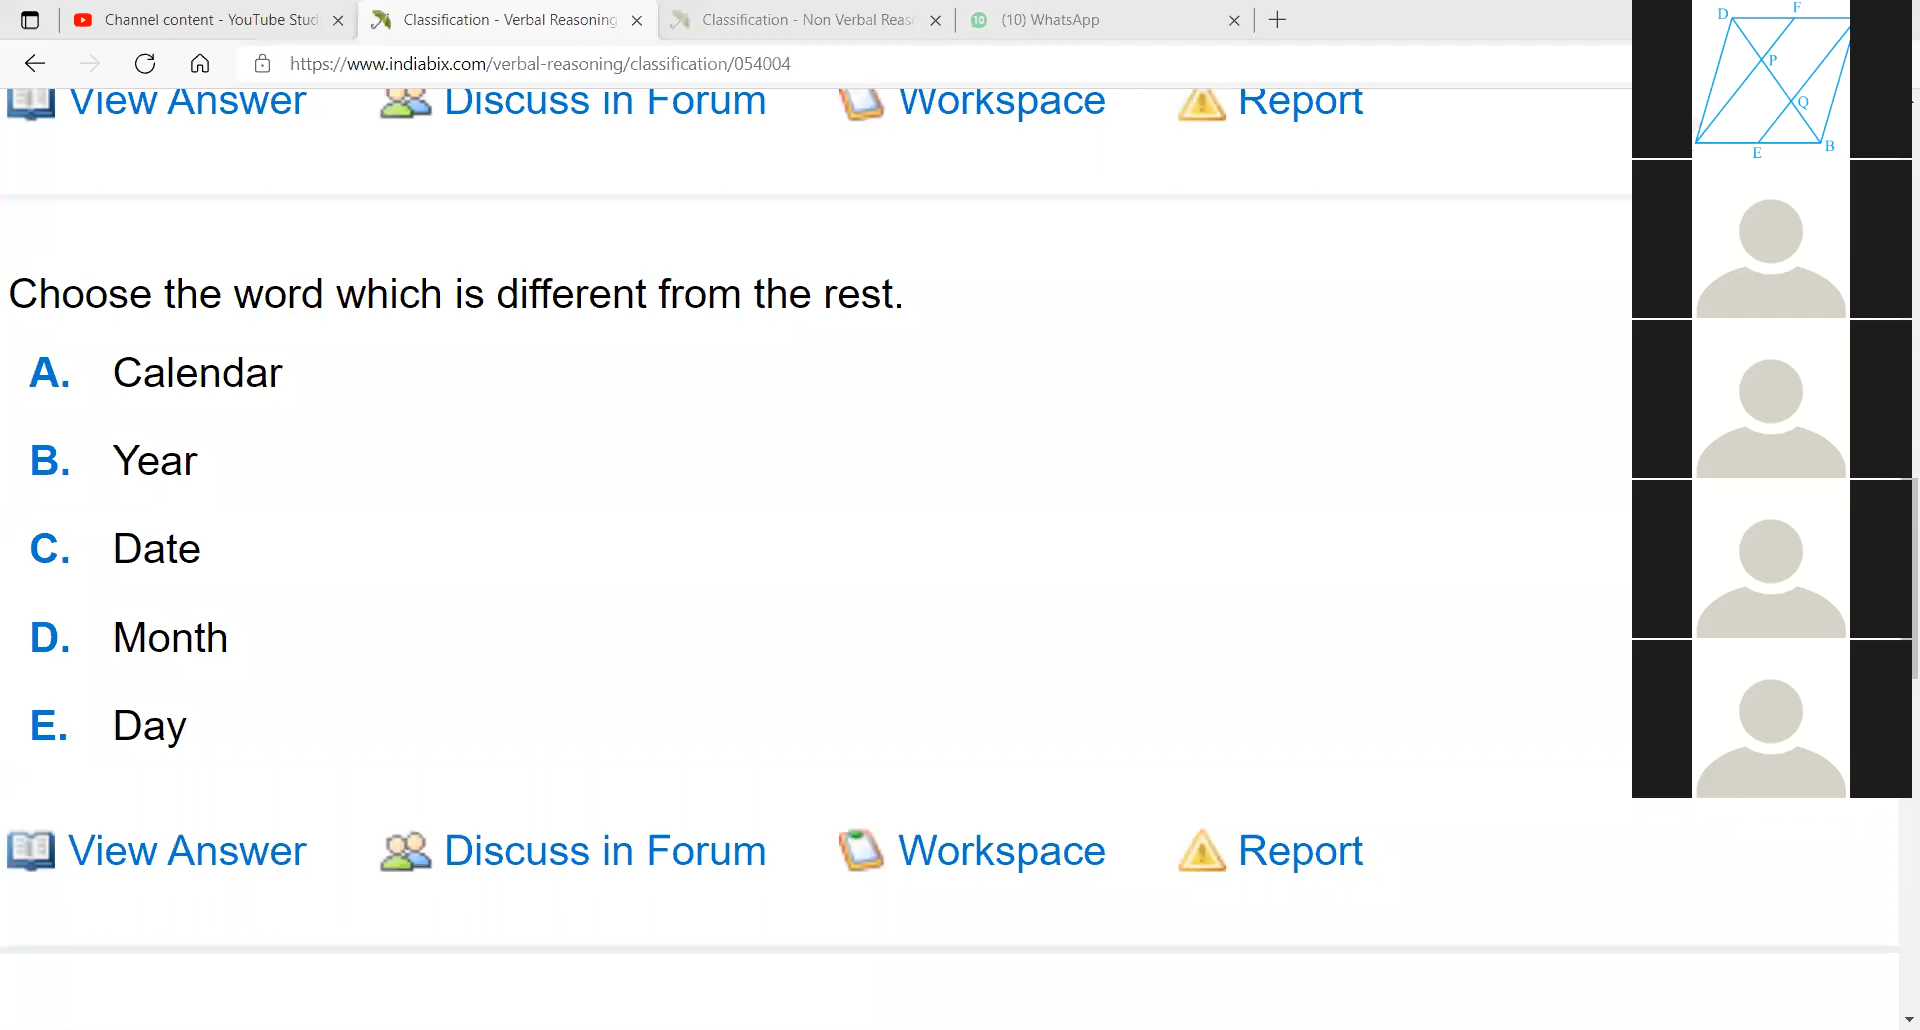 Channel content - YouTube Stud
Classification - Verbal Reasoning
Classification - Non Verbal Reas
10 (10) WhatsApp
https://www.indiabix.com/verbal-reasoning/classification/054004
View Answer Discuss in Forum Workspace Report
Choose the word which is different from the rest.
A. Calendar
B. Year
C. Date
D. Month
E. Day
View Answer Discuss in Forum Workspace Report
D F
P
Q
E B